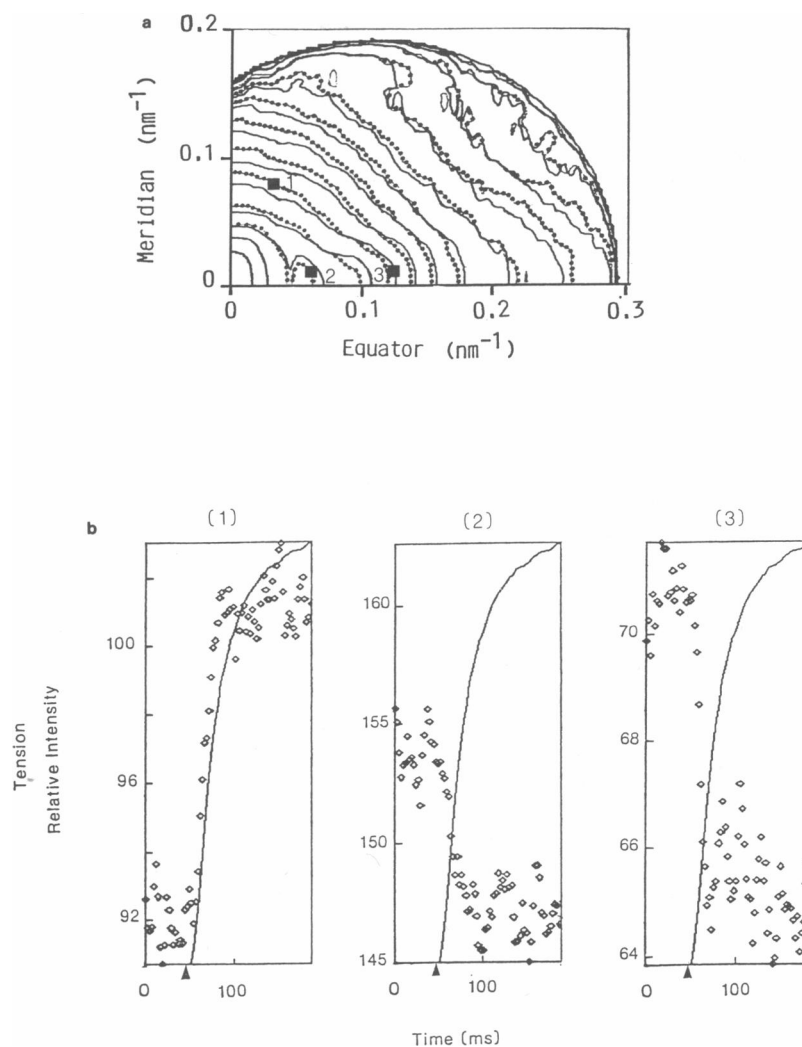 a
0.2
0.1
0
Meridian (nm-1)
1
2
3
0 0.1 0.2 0.3
Equator (nm-1)
b
(1) (2) (3)
Tension
Relative Intensity
100
96
92
160
155
150
145
70
68
66
64
0 100 0 100 0 100
Time (ms)